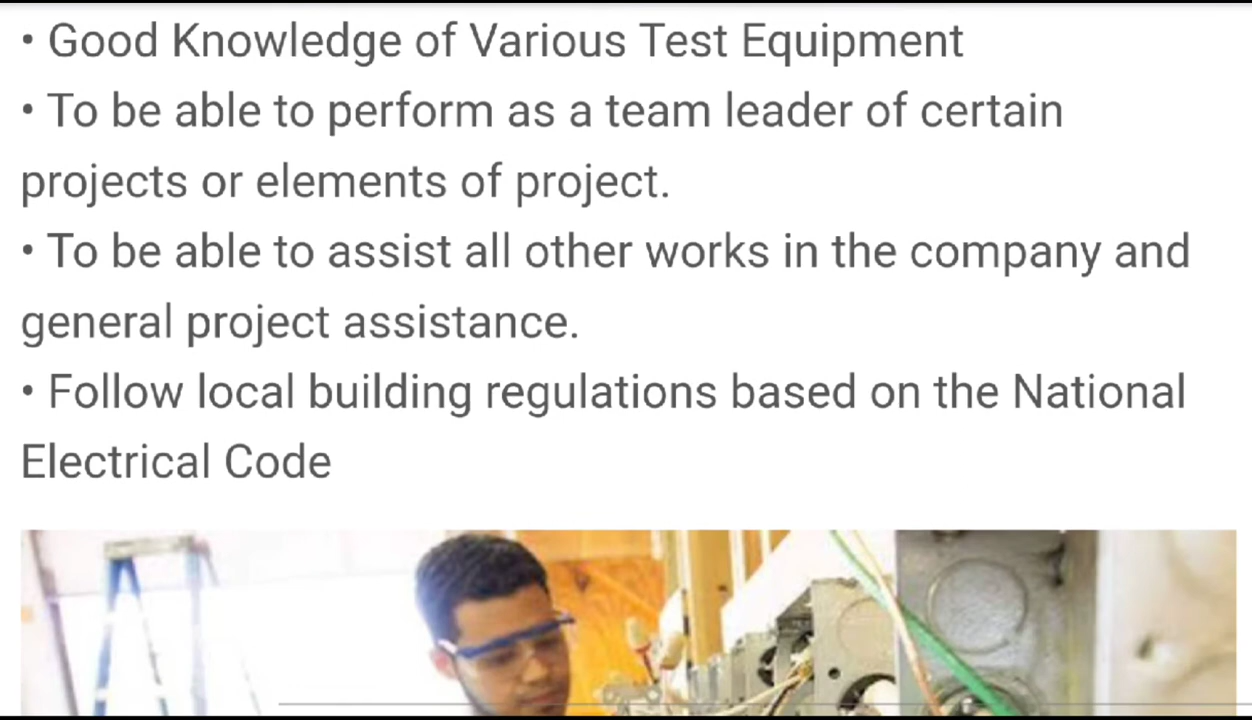 • Good Knowledge of Various Test Equipment
• To be able to perform as a team leader of certain
projects or elements of project.
• To be able to assist all other works in the company and
general project assistance.
• Follow local building regulations based on the National
Electrical Code